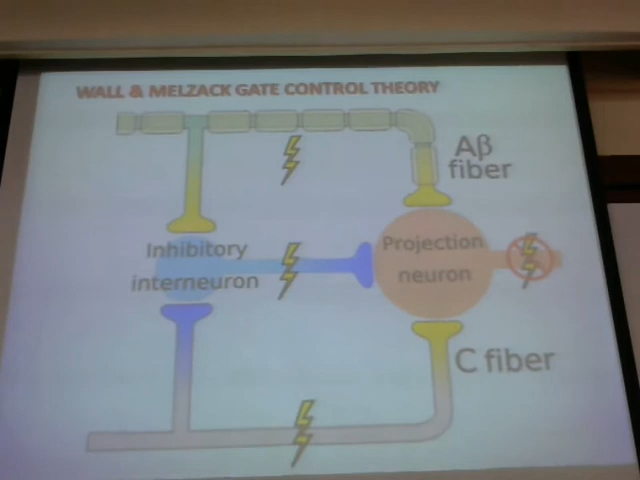 WALL & MELZACK GATE CONTROL THEORY
Aβ
fiber
Inhibitory
interneuron
Projection
neuron
C fiber